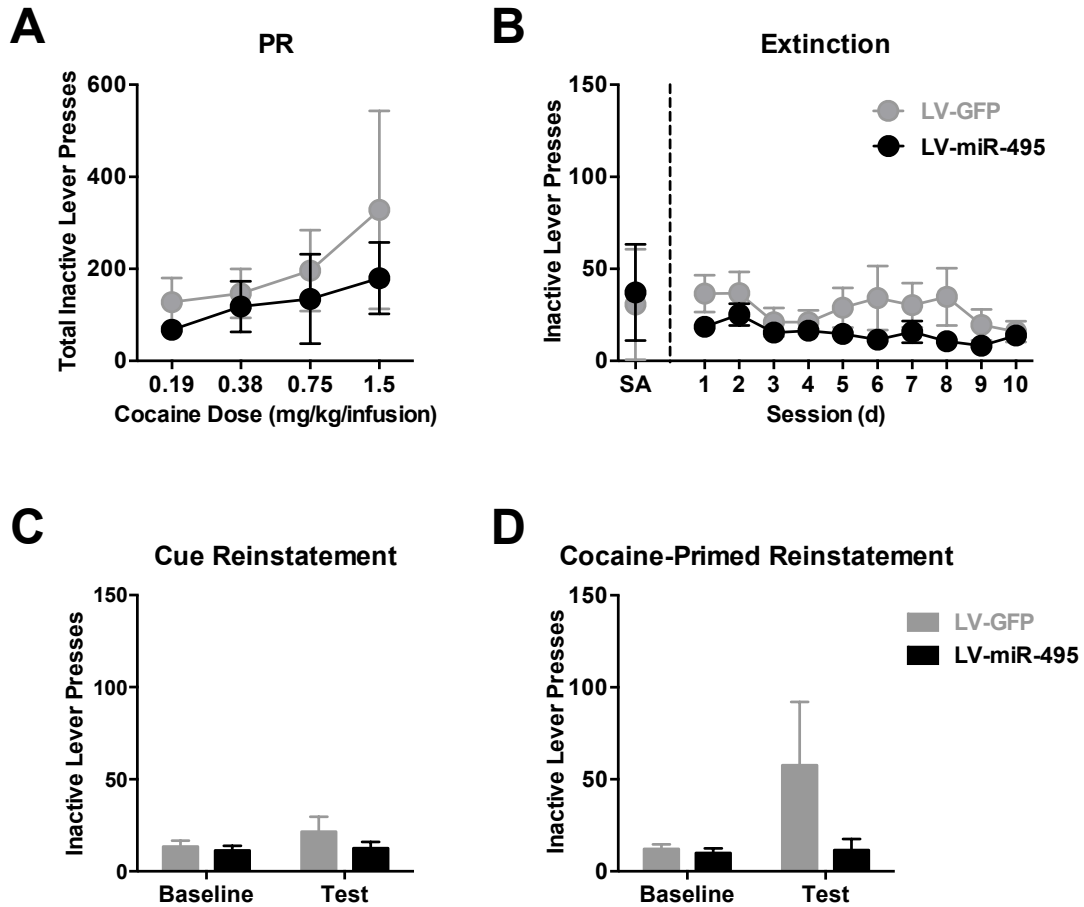 A
PR
Total Inactive Lever Presses
600
400
200
0
0.19 0.38 0.75 1.5
Cocaine Dose (mg/kg/infusion)
B
Extinction
Inactive Lever Presses
150
100
50
0
LV-GFP
LV-miR-495
SA 1 2 3 4 5 6 7 8 9 10
Session (d)
C
Cue Reinstatement
Inactive Lever Presses
150
100
50
0
Baseline Test
D
Cocaine-Primed Reinstatement
Inactive Lever Presses
150
100
50
0
LV-GFP
LV-miR-495
Baseline Test